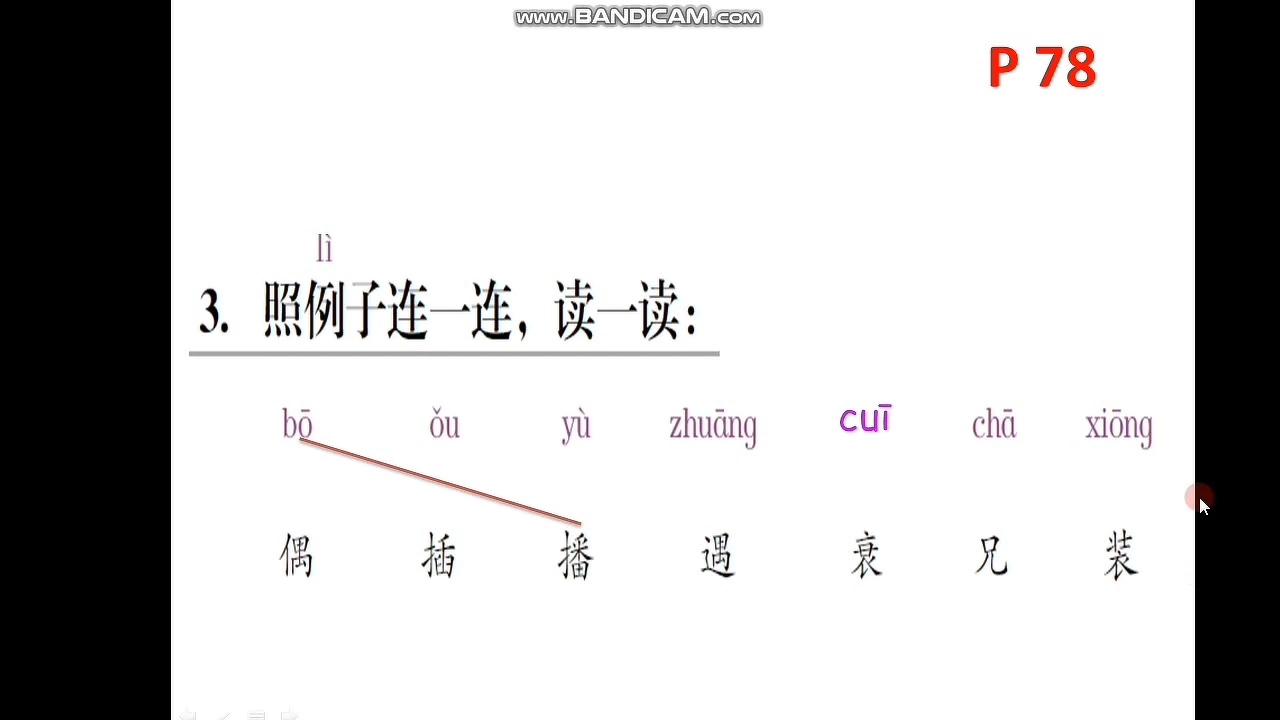 WWW.BANDICAM.COM
P 78
lì
3. 照例子连一连，读一读：
bō ǒu yù zhuāng cuī chā xiōng
偶 插 播 遇 衰 兄 装